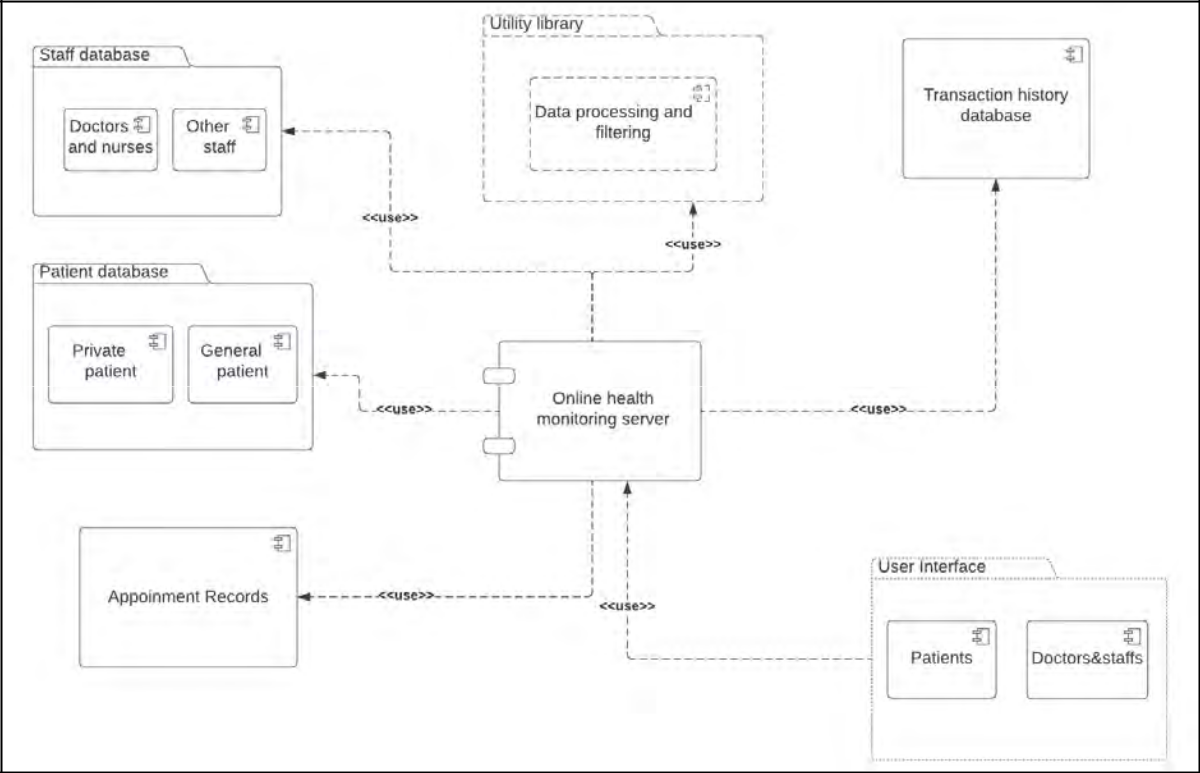 Staff database
Doctors
and nurses
Other
staff
Utility library
Data processing and
filtering
Transaction history
database
<<use>>
<<use>>
Patient database
Private
patient
General
patient
<<use>>
Online health
monitoring server
<<use>>
Appoinment Records
<<use>>
<<use>>
User interface
Patients
Doctors&staffs